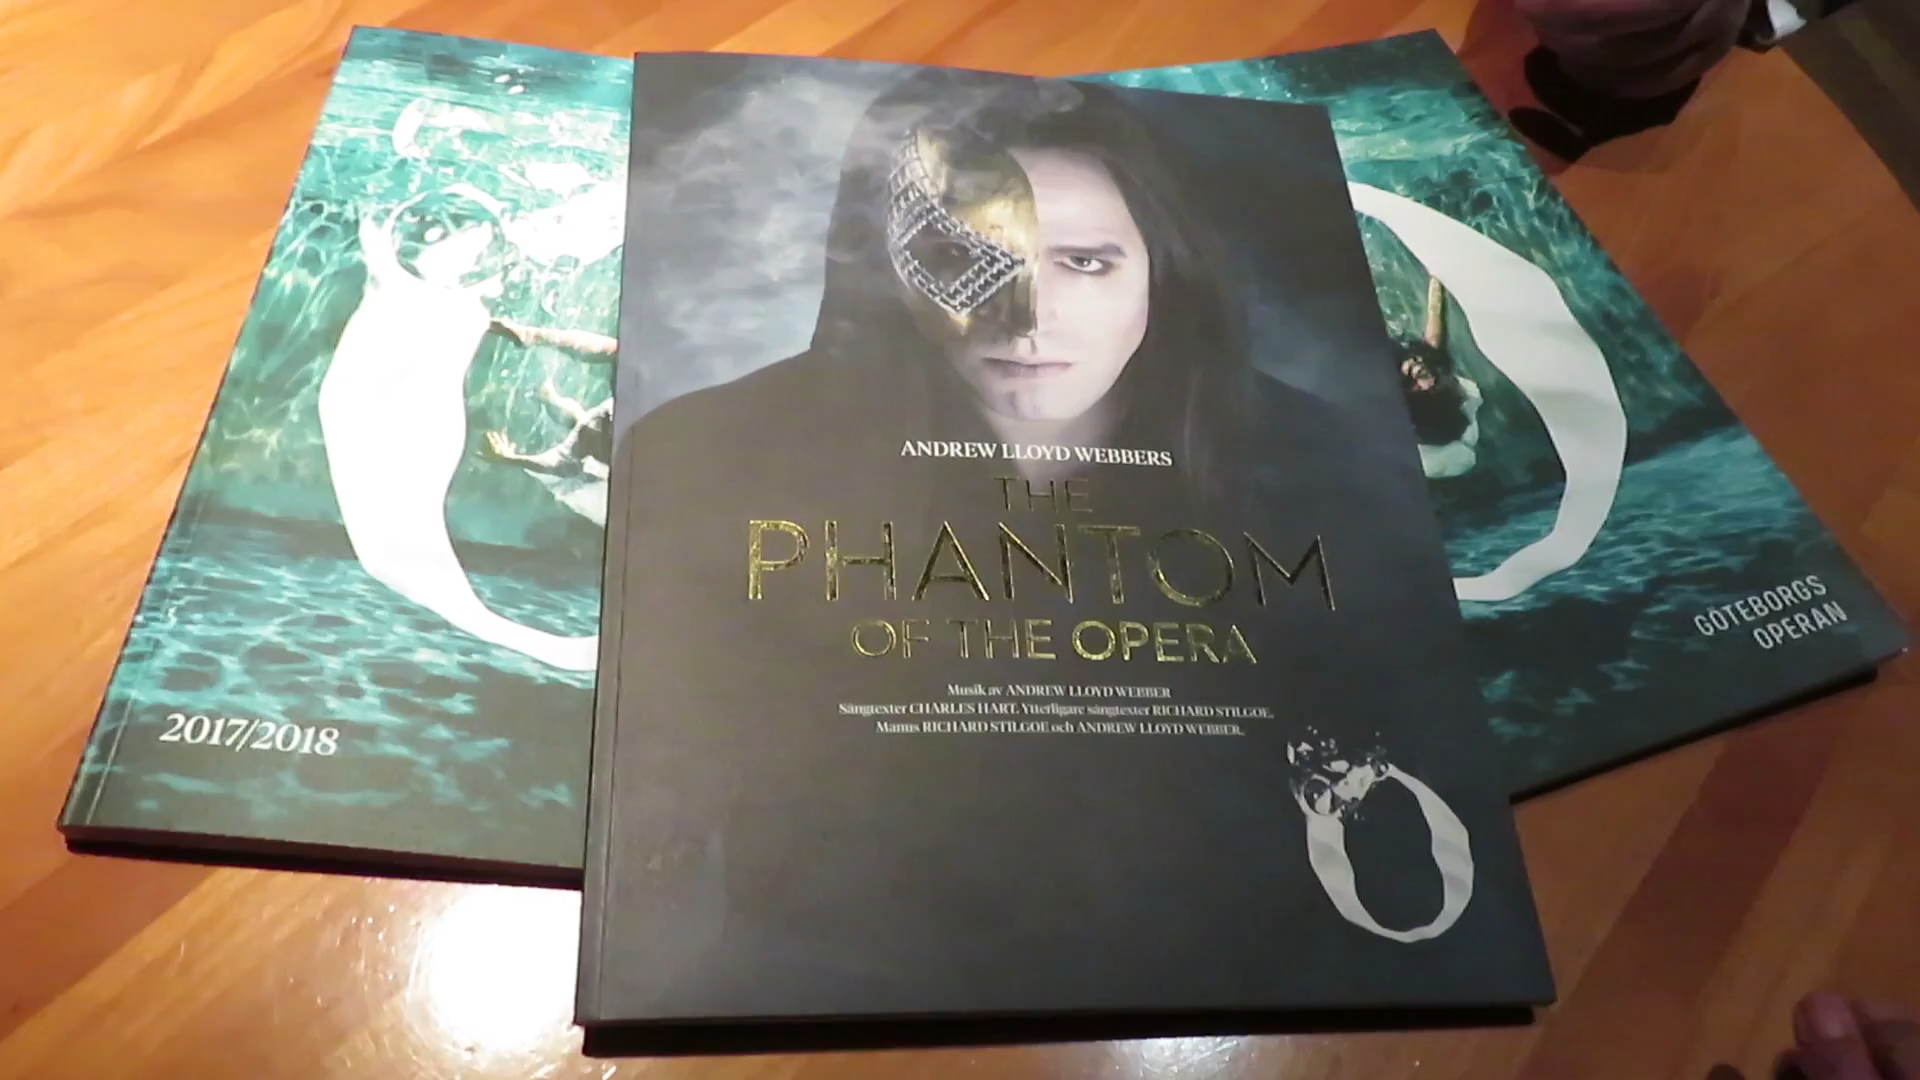 ANDREW LLOYD WEBBERS
THE
PHANTOM
OF THE OPERA
Musik av ANDREW LLOYD WEBBER
Sångtexter CHARLES HART. Ytterligare sångtexter RICHARD STILGOE.
Manus RICHARD STILGOE och ANDREW LLOYD WEBBER.
2017/2018
GÖTEBORGS
OPERAN